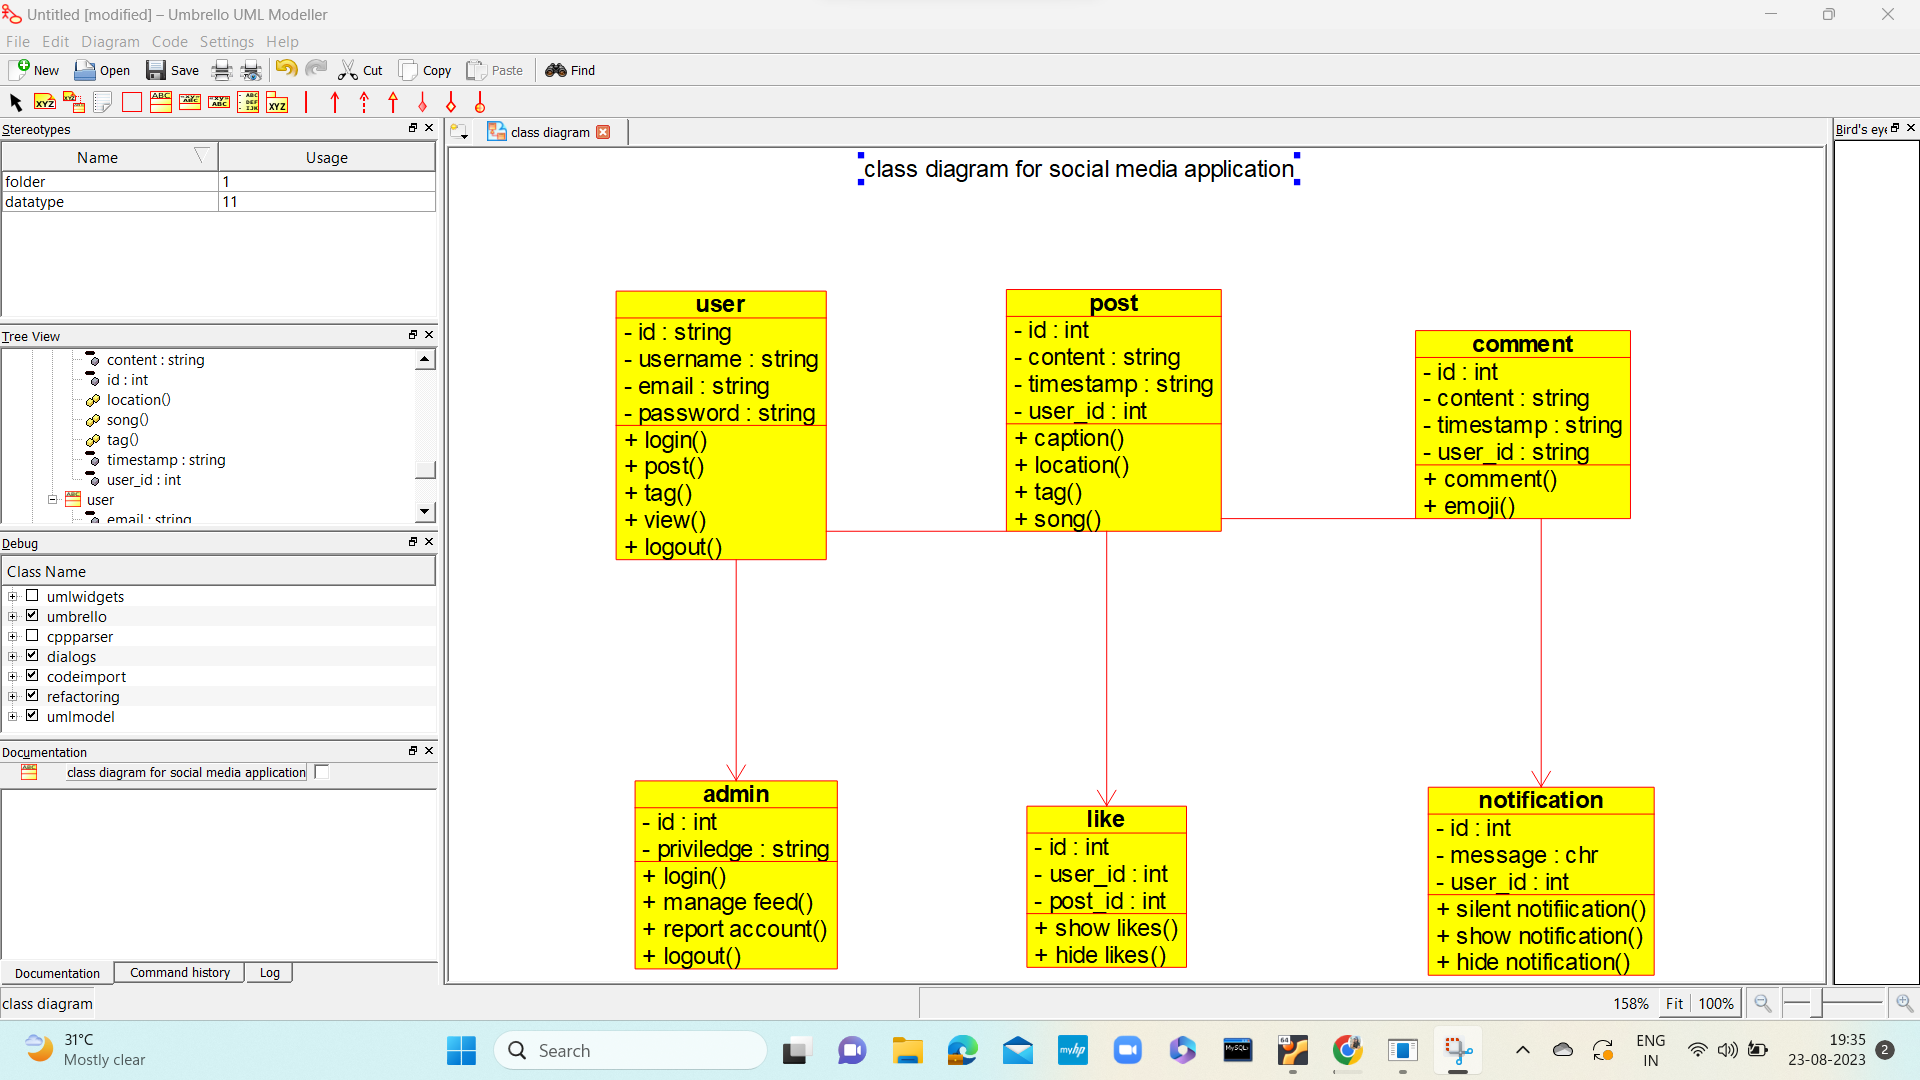 Untitled [modified] – Umbrello UML Modeller
File Edit Diagram Code Settings Help
New Open Save Cut Copy Paste Find
Stereotypes
Name Usage
folder 1
datatype 11
Tree View
content : string
id : int
location()
song()
tag()
timestamp : string
user_id : int
user
email : string
Debug
Class Name
umlwidgets
umbrello
cppparser
dialogs
codeimport
refactoring
umlmodel
Documentation
class diagram for social media application
Documentation Command history Log
class diagram
class diagram
class diagram for social media application
user
- id : string
- username : string
- email : string
- password : string
+ login()
+ post()
+ tag()
+ view()
+ logout()
post
- id : int
- content : string
- timestamp : string
- user_id : int
+ caption()
+ location()
+ tag()
+ song()
comment
- id : int
- content : string
- timestamp : string
- user_id : string
+ comment()
+ emoji()
admin
- id : int
- priviledge : string
+ login()
+ manage feed()
+ report account()
+ logout()
like
- id : int
- user_id : int
- post_id : int
+ show likes()
+ hide likes()
notification
- id : int
- message : chr
- user_id : int
+ silent notifiication()
+ show notification()
+ hide notification()
Bird's eye
158% Fit 100%
31°C
Mostly clear
Search
myhp
MySQL
64
ENG
IN
19:35
23-08-2023
2